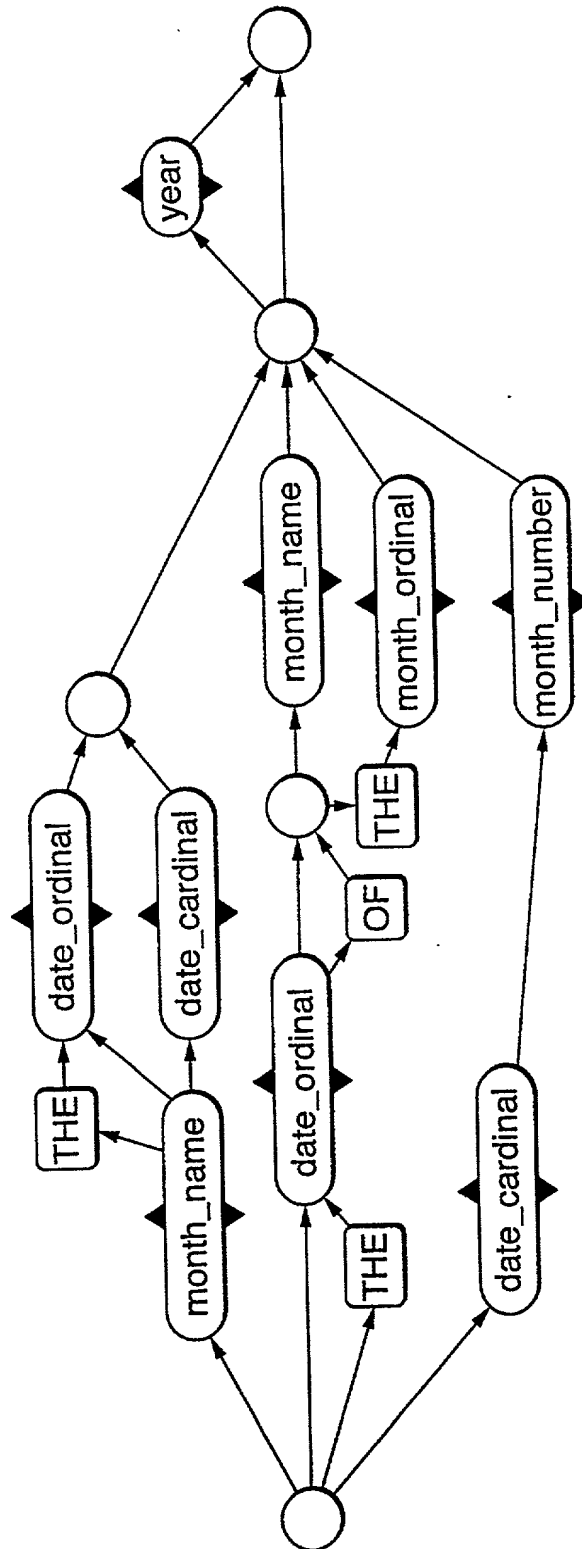 year
month_name
month_ordinal
month_number
date_ordinal
date_cardinal
THE
THE
OF
month_name
date_ordinal
THE
date_cardinal